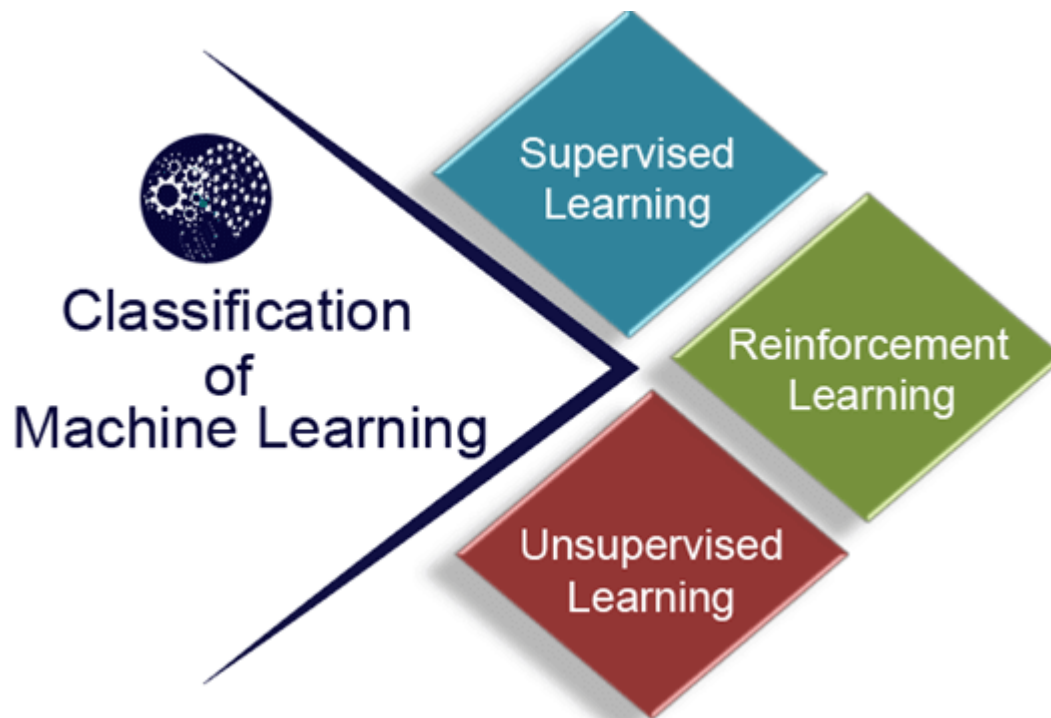 Classification
of
Machine Learning
Supervised
Learning
Reinforcement
Learning
Unsupervised
Learning